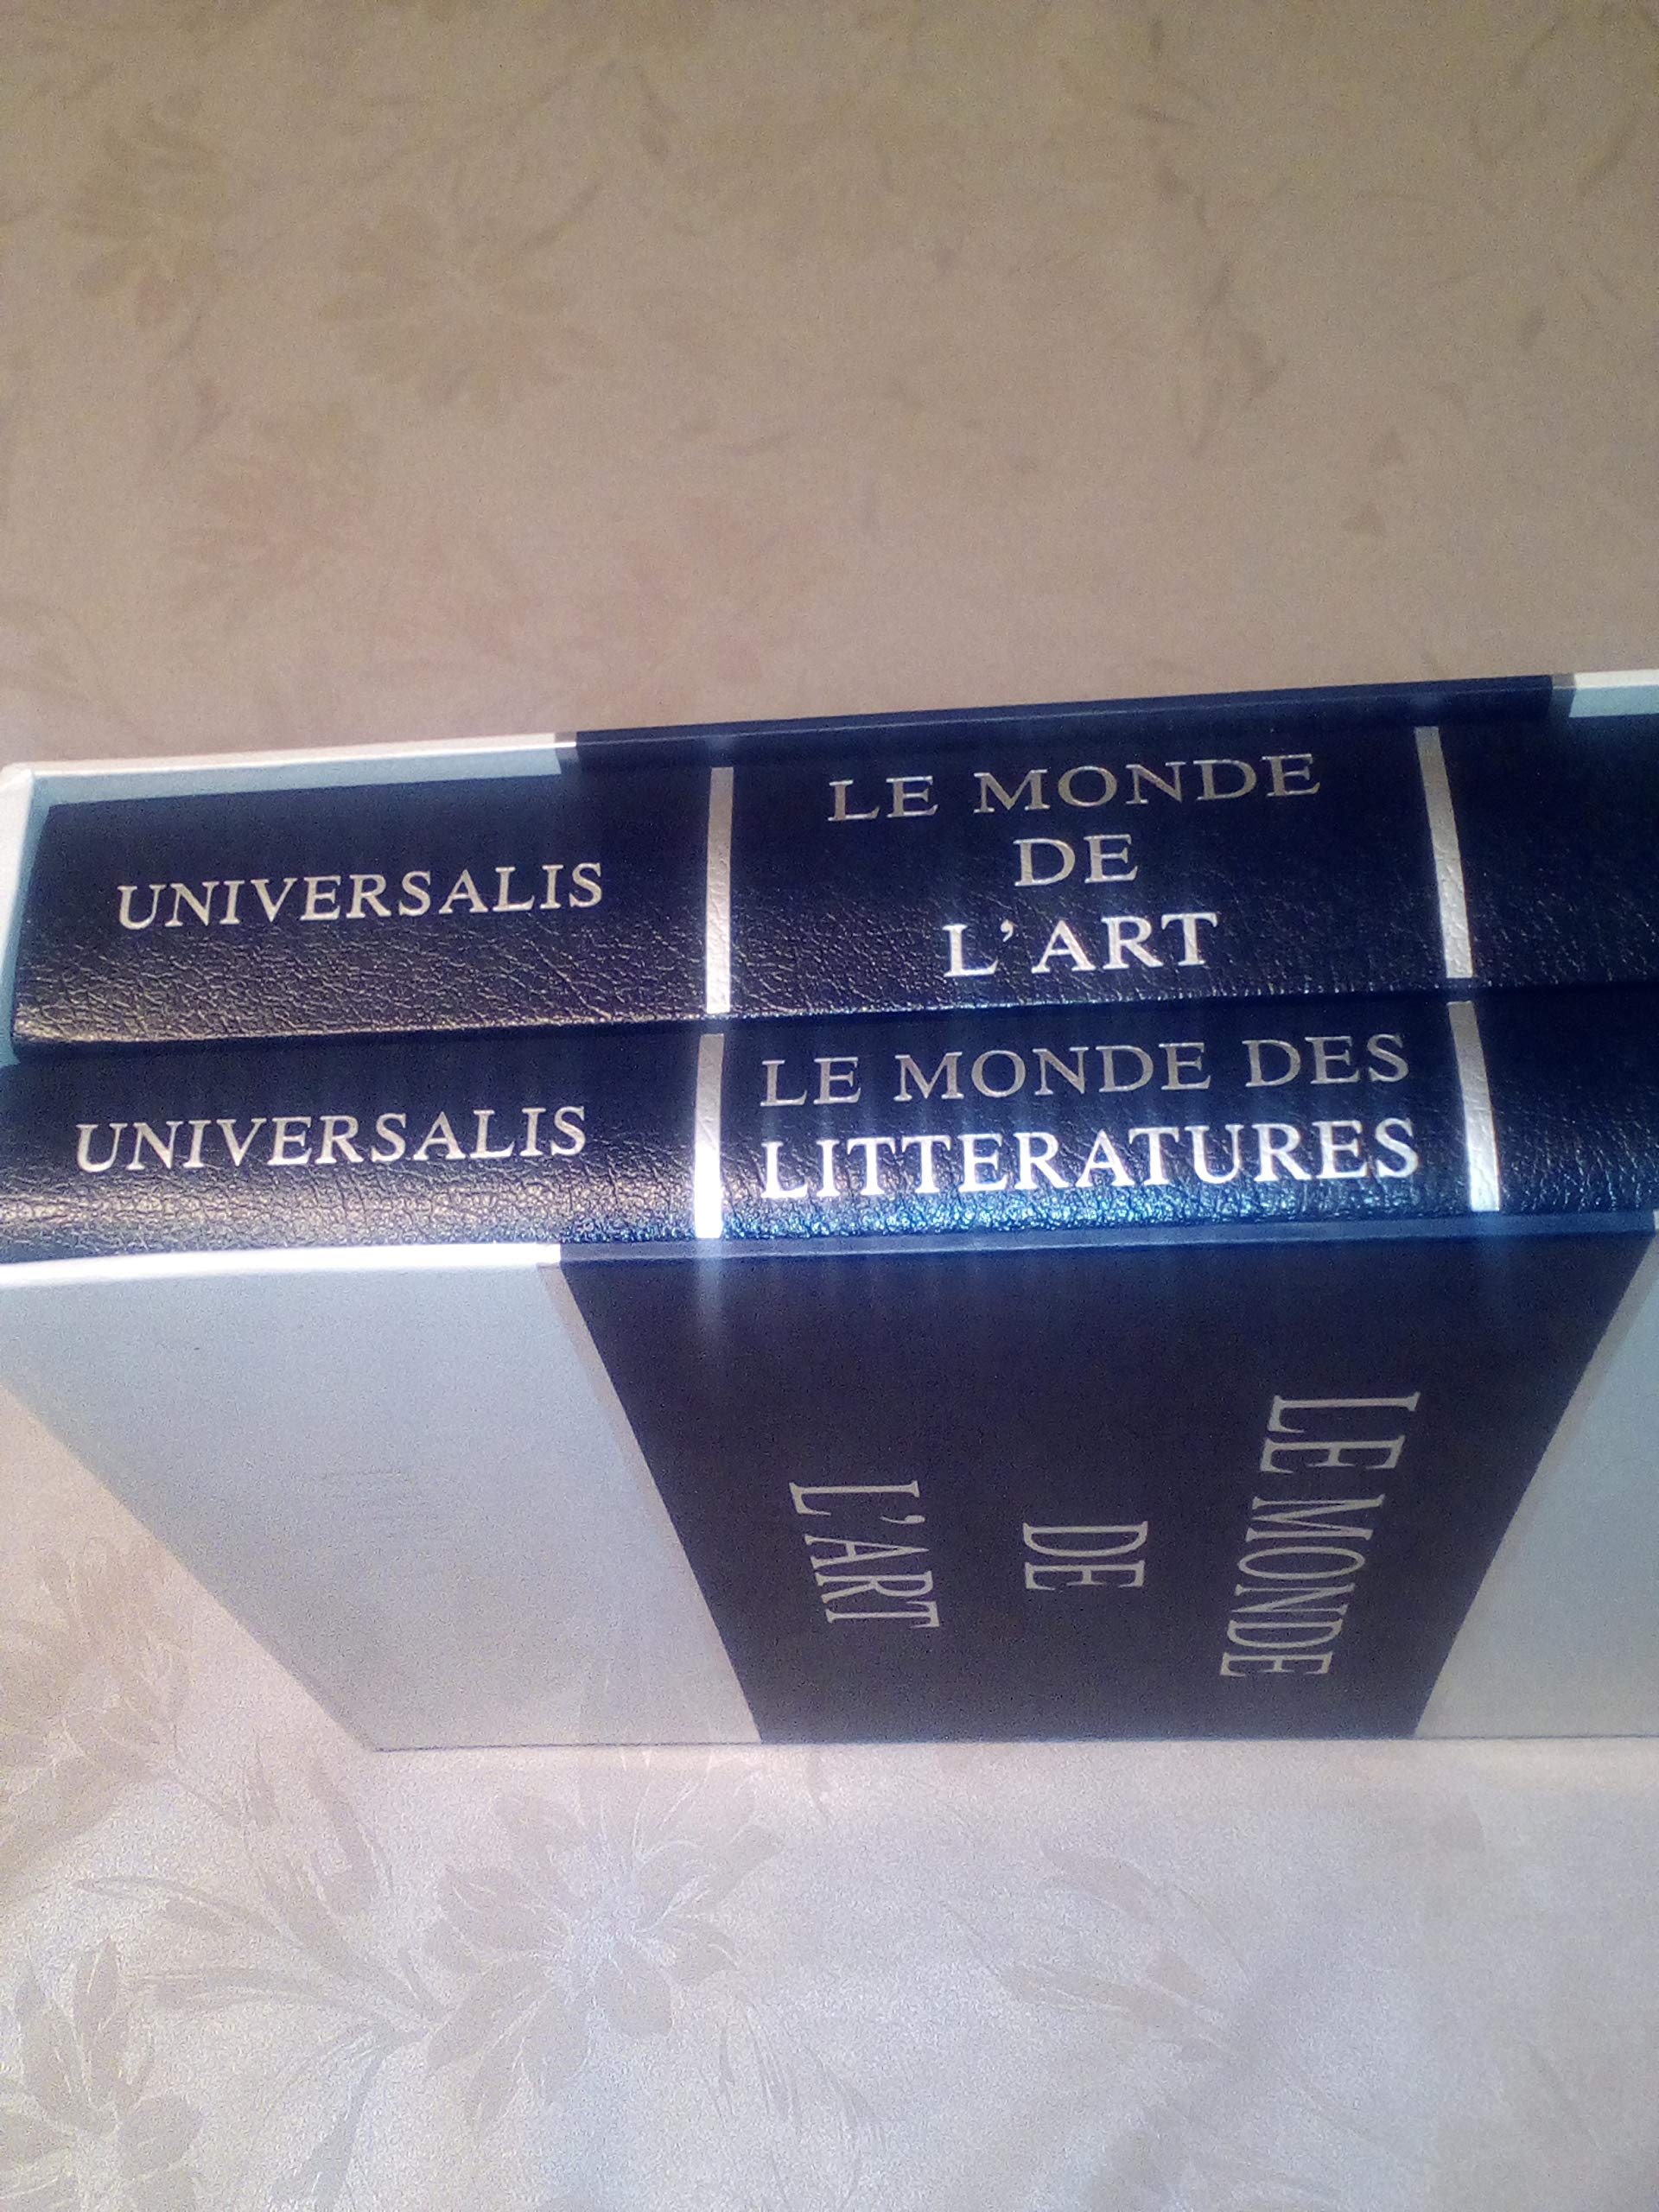 UNIVERSALIS
LE MONDE
DE
L'ART
UNIVERSALIS
LE MONDE DES
LITTERATURES
LE MONDE
DE
L'ART